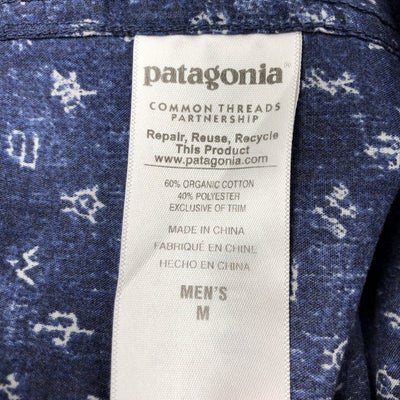 patagonia®
COMMON THREADS
PARTNERSHIP
Repair, Reuse, Recycle
This Product
www.patagonia.com
60% ORGANIC COTTON
40% POLYESTER
EXCLUSIVE OF TRIM
MADE IN CHINA
FABRIQUÉ EN CHINE
HECHO EN CHINA
MEN'S
M